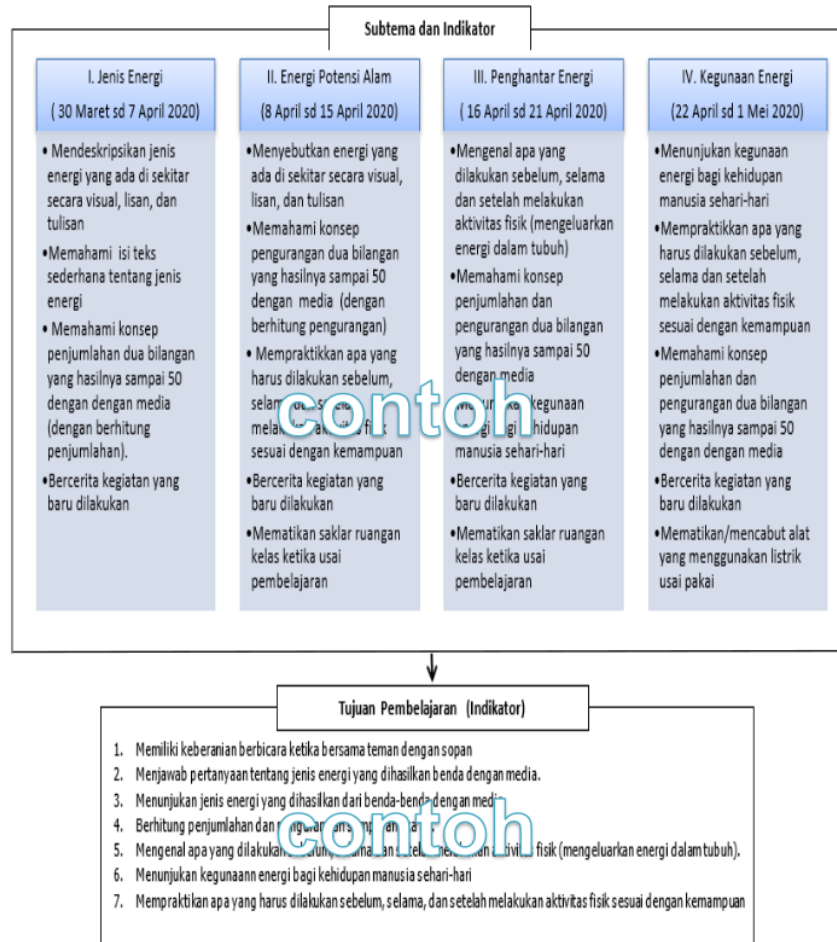 Subtema dan Indikator
I. Jenis Energi
( 30 Maret sd 7 April 2020)
• Mendeskripsikan jenis
energi yang ada di sekitar
secara visual, lisan, dan
tulisan
•Memahami isi teks
sederhana tentang jenis
energi
• Memahami konsep
penjumlahan dua bilangan
yang hasilnya sampai 50
dengan dengan media
(dengan berhitung
penjumlahan).
•Bercerita kegiatan yang
baru dilakukan
II. Energi Potensi Alam
(8 April sd 15 April 2020)
•Menyebutkan energi yang
ada di sekitar secara visual,
lisan, dan tulisan
•Memahami konsep
pengurangan dua bilangan
yang hasilnya sampai 50
dengan media (dengan
berhitung pengurangan)
• Mempraktikkan apa yang
harus dilakukan sebelum,
sesuai dengan kemampuan
•Bercerita kegiatan yang
baru dilakukan
•Mematikan saklar ruangan
kelas ketika usai
pembelajaran
III. Penghantar Energi
( 16 April sd 21 April 2020)
•Mengenal apa yang
dilakukan sebelum, selama
dan setelah melakukan
aktivitas fisik (mengeluarkan
energi dalam tubuh)
•Memahami konsep
penjumlahan dan
pengurangan dua bilangan
yang hasilnya sampai 50
dengan media
kegunaan
manusia sehari-hari
•Bercerita kegiatan yang
baru dilakukan
•Mematikan saklar ruangan
kelas ketika usai
pembelajaran
IV. Kegunaan Energi
(22 April sd 1 Mei 2020)
•Menunjukan kegunaan
energi bagi kehidupan
manusia sehari-hari
•Mempraktikkan apa yang
harus dilakukan sebelum,
selama dan setelah
melakukan aktivitas fisik
sesuai dengan kemampuan
•Memahami konsep
penjumlahan dan
pengurangan dua bilangan
yang hasilnya sampai 50
dengan dengan media
•Bercerita kegiatan yang
baru dilakukan
•Mematikan/mencabut alat
yang menggunakan listrik
usai pakai
contoh
Tujuan Pembelajaran (Indikator)
1. Memiliki keberanian berbicara ketika bersama teman dengan sopan
2. Menjawab pertanyaan tentang jenis energi yang dihasilkan benda dengan media.
3. Menunjukan jenis energi yang dihasilkan dari benda-benda dengan media
4. Berhitung penjumlahan dan
5. Mengenal apa yang dilakukan aktivitas fisik (mengeluarkan energi dalam tubuh).
6. Menunjukan kegunaann energi bagi kehidupan manusia sehari-hari
7. Mempraktikan apa yang harus dilakukan sebelum, selama, dan setelah melakukan aktivitas fisik sesuai dengan kemampuan
contoh